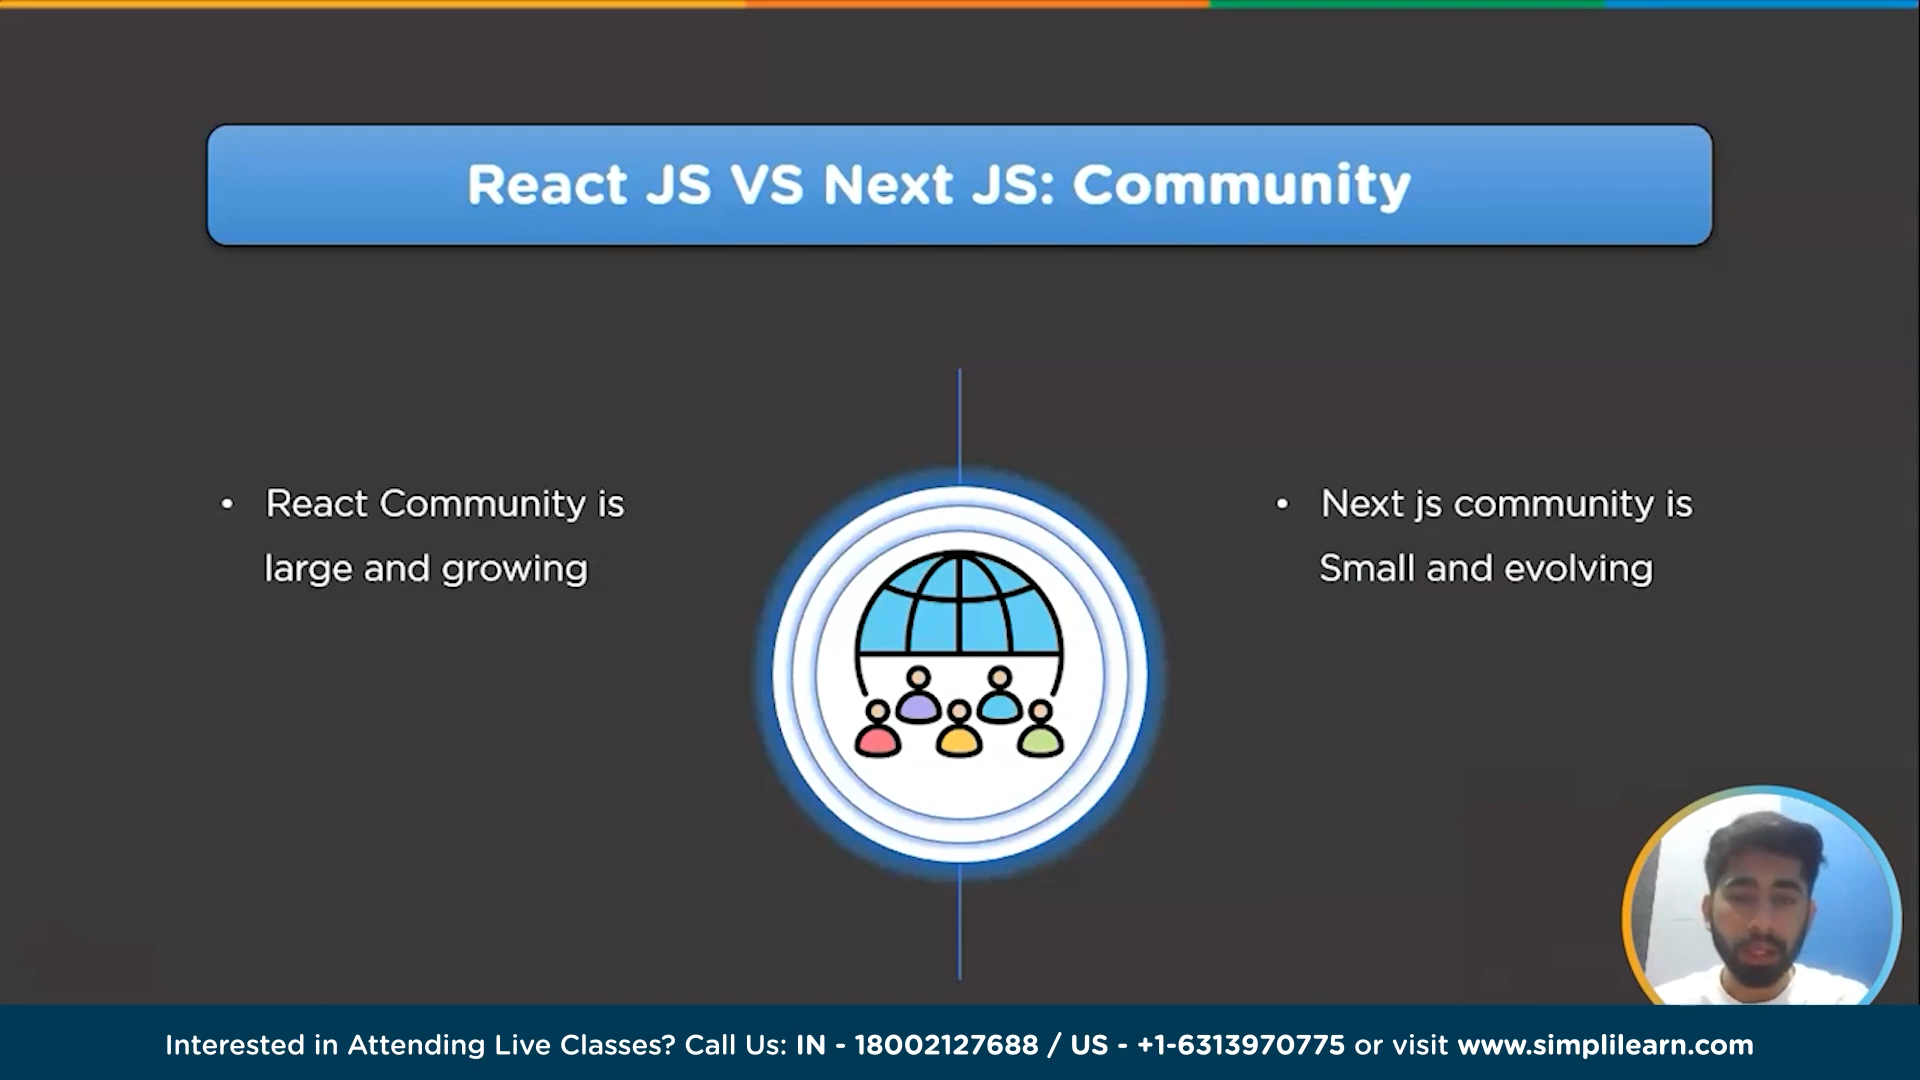 React JS VS Next JS: Community
• React Community is
large and growing
• Next js community is
Small and evolving
Interested in Attending Live Classes? Call Us: IN - 18002127688 / US - +1-6313970775 or visit www.simplilearn.com